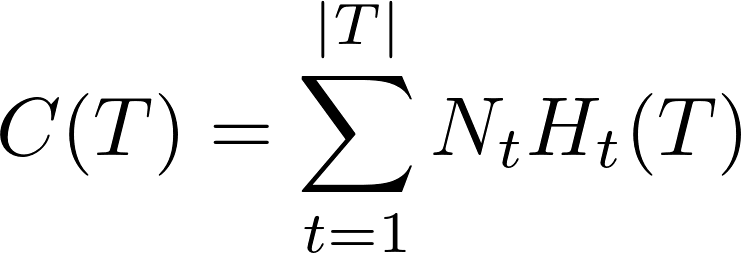 C(T) = \sum_{t=1}^{|T|} N_t H_t(T)